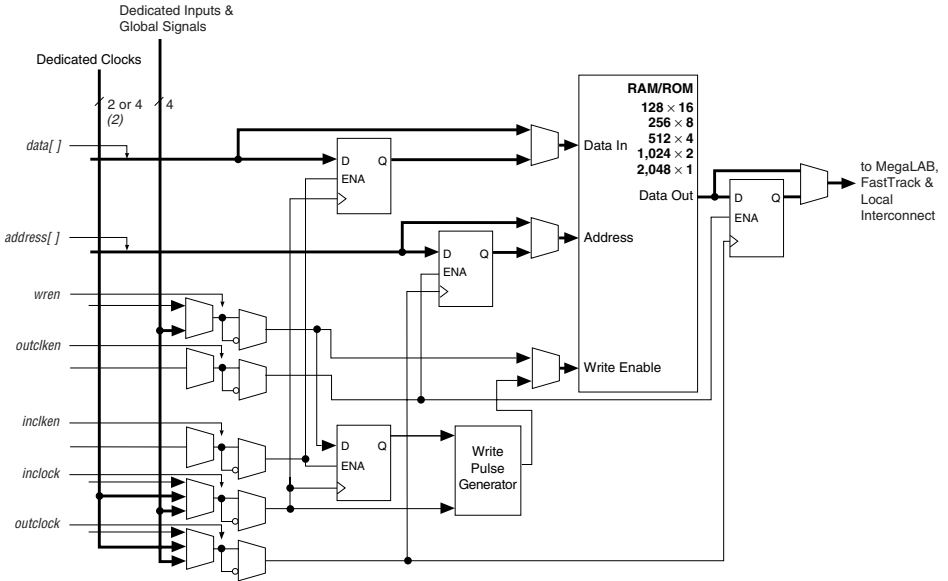 Dedicated Inputs &
Global Signals
Dedicated Clocks
2 or 4
(2)
4
data[ ]
D
Q
ENA
RAM/ROM
128 × 16
256 × 8
512 × 4
1,024 × 2
2,048 × 1
Data In
Data Out
D
Q
ENA
to MegaLAB,
FastTrack &
Local
Interconnect
address[ ]
D
Q
ENA
Address
wren
outclken
Write Enable
inclken
D
Q
ENA
Write
Pulse
Generator
inclock
outclock